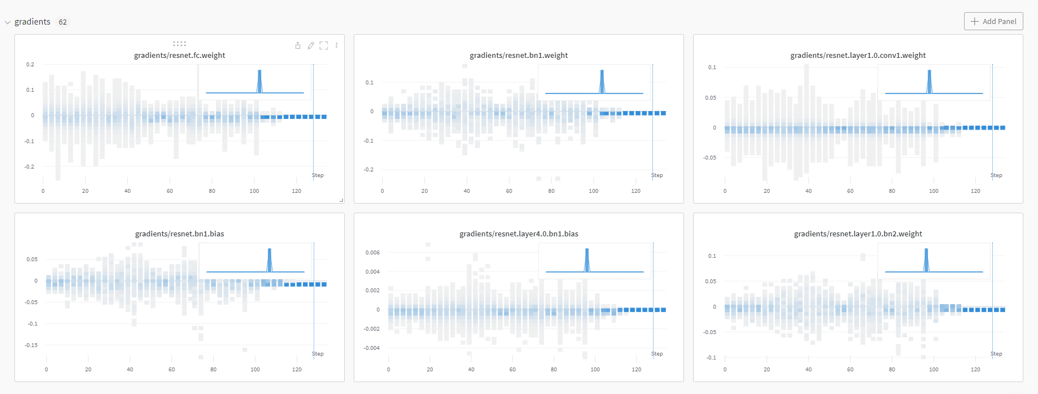 gradients 62
Add Panel
gradients/resnet.fc.weight
0.2
0.1
0
-0.1
-0.2
Step
0 20 40 60 80 100 120
gradients/resnet.bn1.weight
0.1
0
-0.1
-0.2
Step
0 20 40 60 80 100 120
gradients/resnet.layer1.0.conv1.weight
0.1
0.05
0
-0.05
Step
0 20 40 60 80 100 120
gradients/resnet.bn1.bias
0.05
0
-0.05
-0.1
-0.15
Step
0 20 40 60 80 100 120
gradients/resnet.layer4.0.bn1.bias
0.006
0.004
0.002
0
-0.002
-0.004
Step
0 20 40 60 80 100 120
gradients/resnet.layer1.0.bn2.weight
0.1
0.05
0
-0.05
-0.1
Step
0 20 40 60 80 100 120